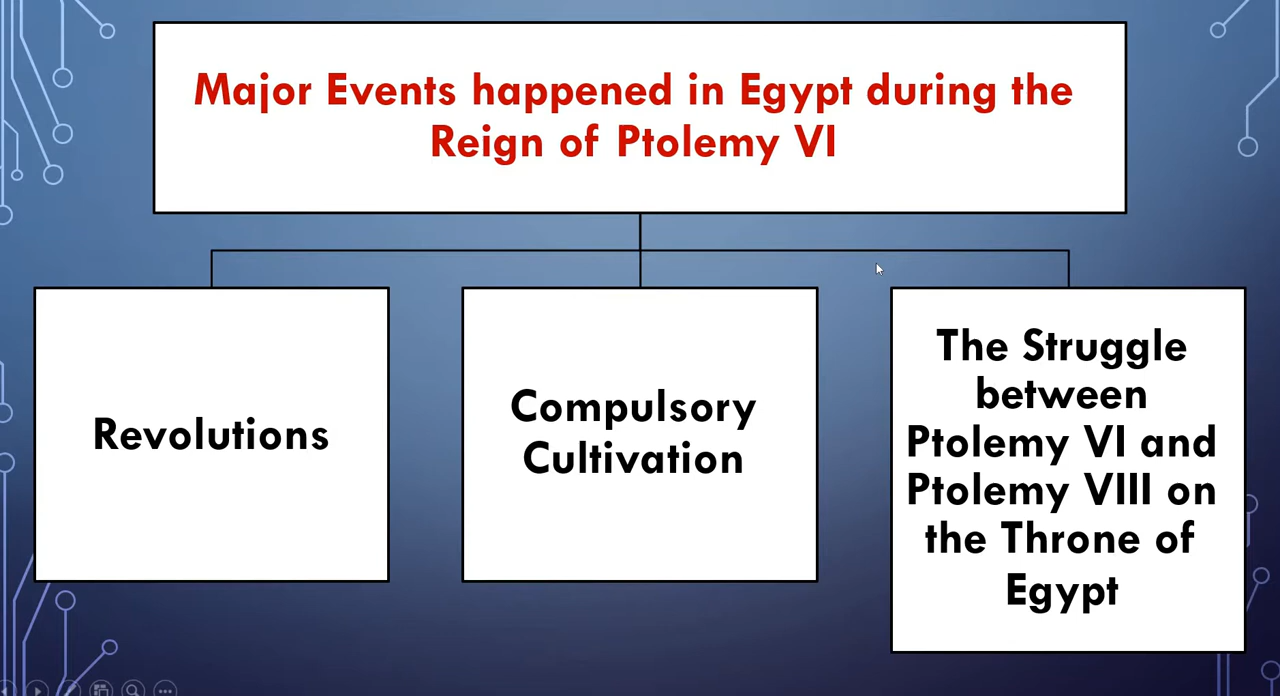 Major Events happened in Egypt during the
Reign of Ptolemy VI
Revolutions
Compulsory
Cultivation
The Struggle
between
Ptolemy VI and
Ptolemy VIII on
the Throne of
Egypt